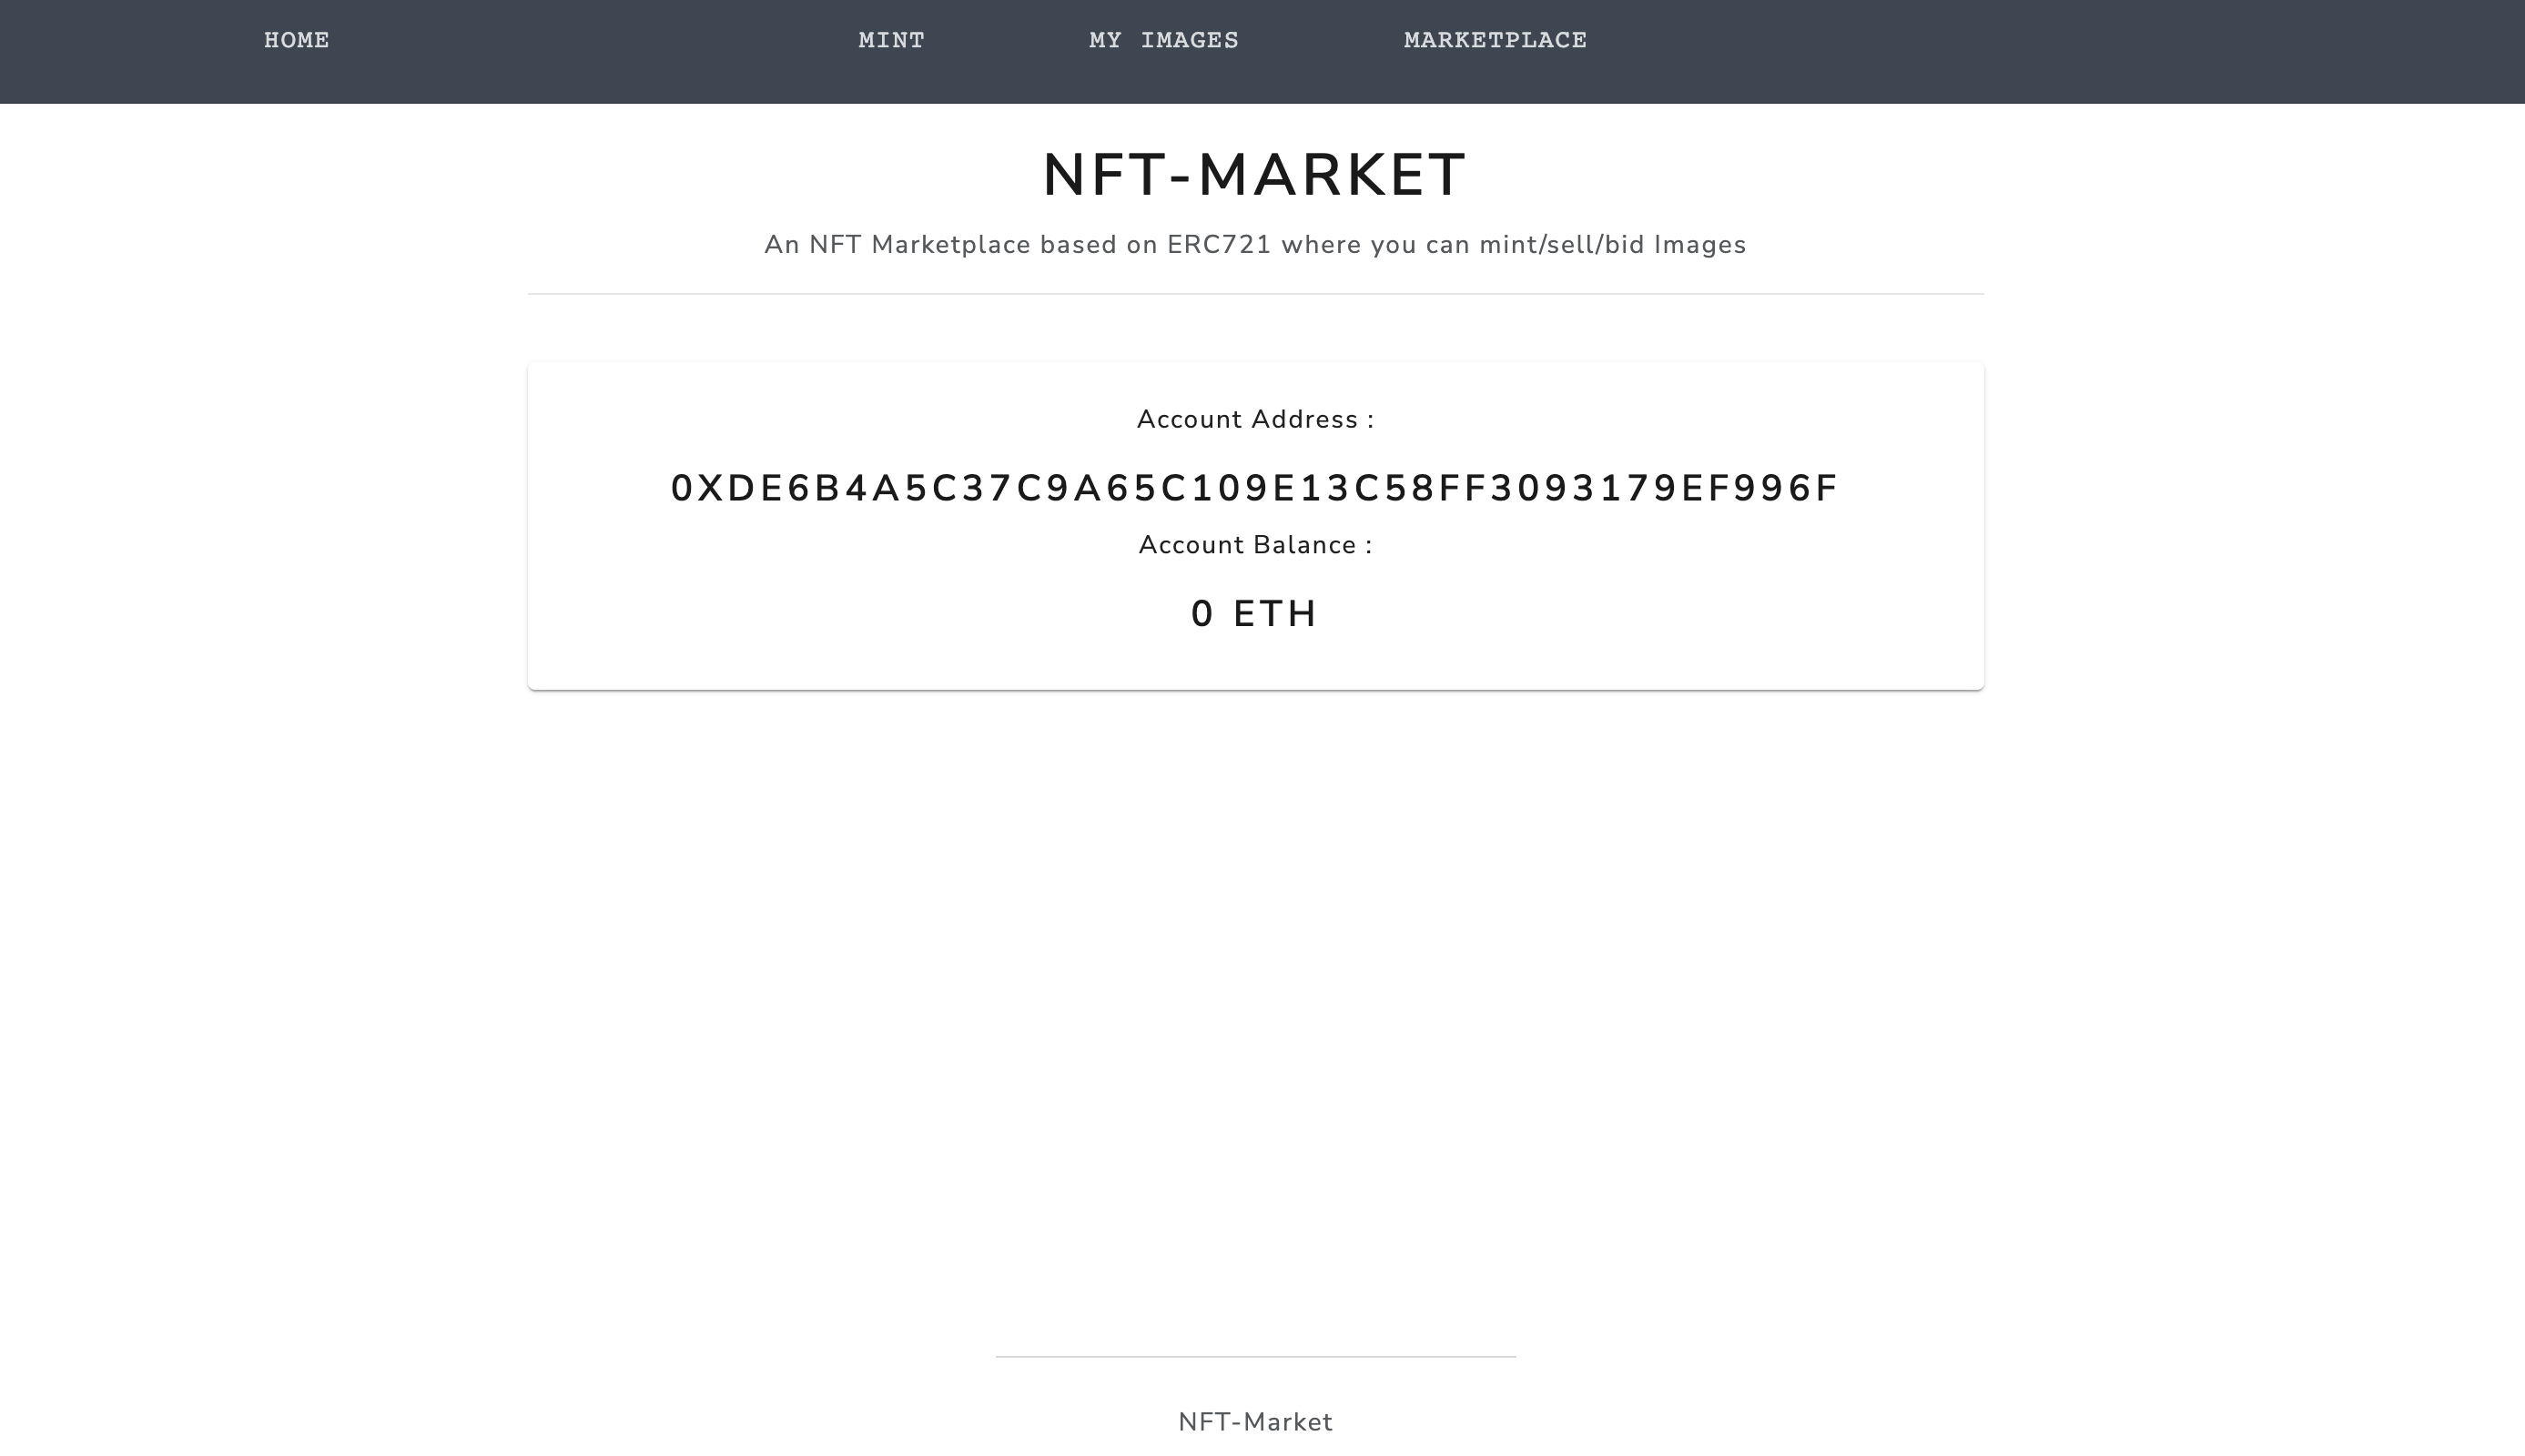 HOME MINT MY IMAGES MARKETPLACE
NFT-MARKET
An NFT Marketplace based on ERC721 where you can mint/sell/bid Images
Account Address :
0XDE6B4A5C37C9A65C109E13C58FF3093179EF996F
Account Balance :
0 ETH
NFT-Market